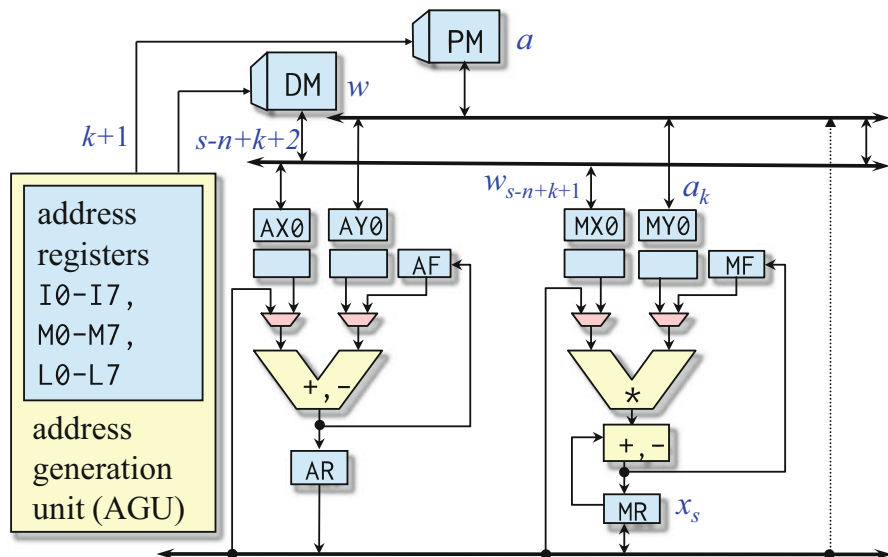 PM a
DM w
k+1
s-n+k+2
w_{s-n+k+1}
a_k
address
registers
I0-I7,
M0-M7,
L0-L7
address
generation
unit (AGU)
AX0 AY0
AF
+,-
AR
MX0 MY0
MF
*
+,-
MR x_s